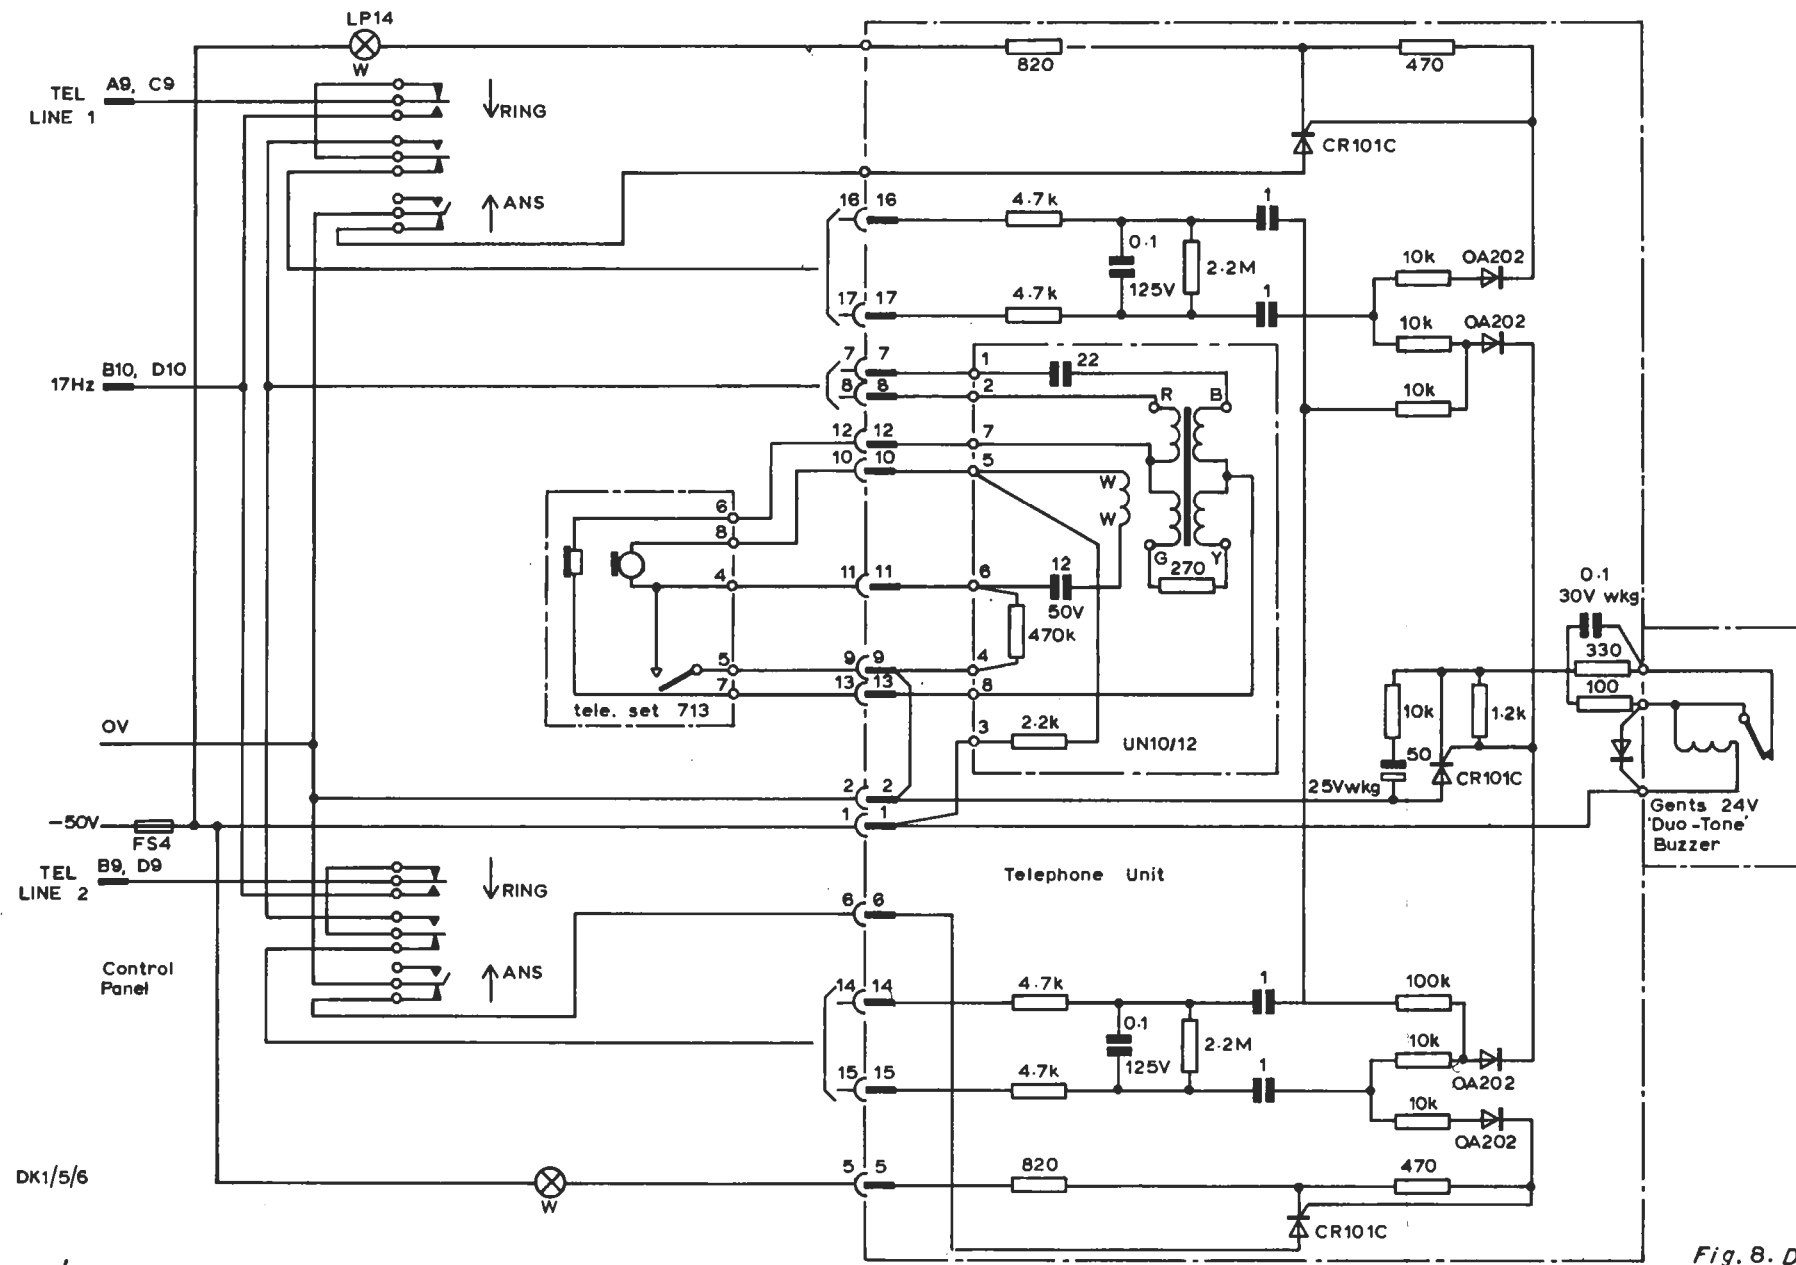 LP14
W
820
470
TEL
LINE 1
A9, C9
RING
CR101C
ANS
16 16
4.7k
1
0.1
125V
2.2M
10k
OA202
17 17
4.7k
1
10k
OA202
10k
17Hz
B10, D10
7 7
8 8
1
2
22
R B
12 12
7
10 10
5
W
W
G Y
270
6
8
4
11 11
6
12
50V
470k
0.1
30V wkg
330
100
5
7
9 9
13 13
4
8
tele. set 713
3
2.2k
UN10/12
10k
1.2k
50
25Vwkg
CR101C
0V
2 2
1 1
-50V
FS4
Gents 24V
'Duo-Tone'
Buzzer
TEL
LINE 2
B9, D9
RING
Telephone Unit
6 6
Control
Panel
ANS
14 14
4.7k
1
100k
0.1
125V
2.2M
10k
OA202
15 15
4.7k
1
10k
OA202
DK1/5/6
W
5 5
820
470
CR101C
Fig. 8. D